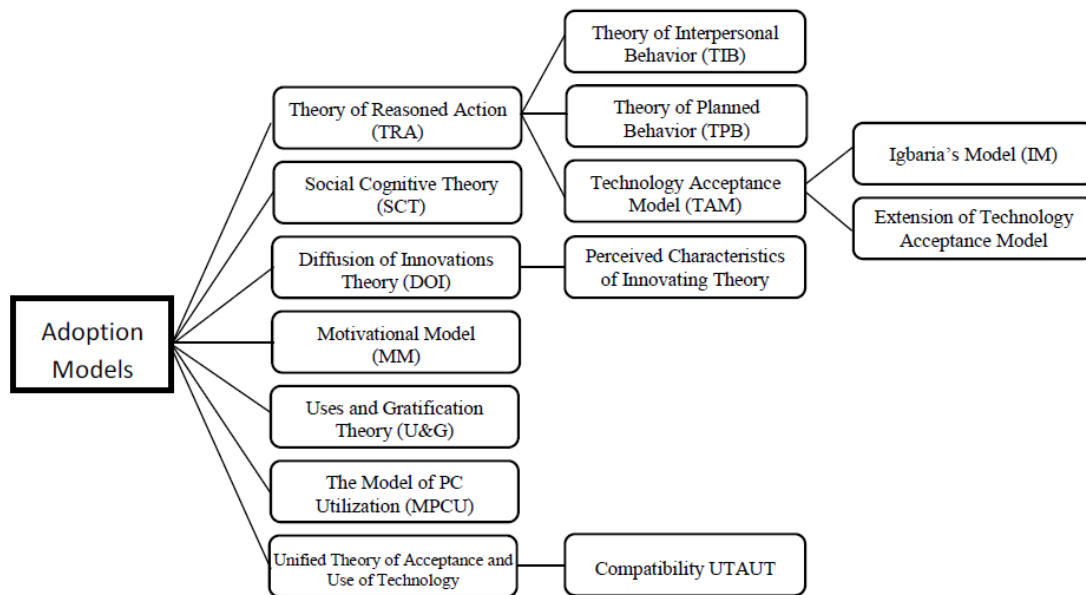 Adoption
Models
Theory of Reasoned Action
(TRA)
Social Cognitive Theory
(SCT)
Diffusion of Innovations
Theory (DOI)
Motivational Model
(MM)
Uses and Gratification
Theory (U&G)
The Model of PC
Utilization (MPCU)
Unified Theory of Acceptance and
Use of Technology
Theory of Interpersonal
Behavior (TIB)
Theory of Planned
Behavior (TPB)
Technology Acceptance
Model (TAM)
Perceived Characteristics
of Innovating Theory
Compatibility UTAUT
Igbaria’s Model (IM)
Extension of Technology
Acceptance Model